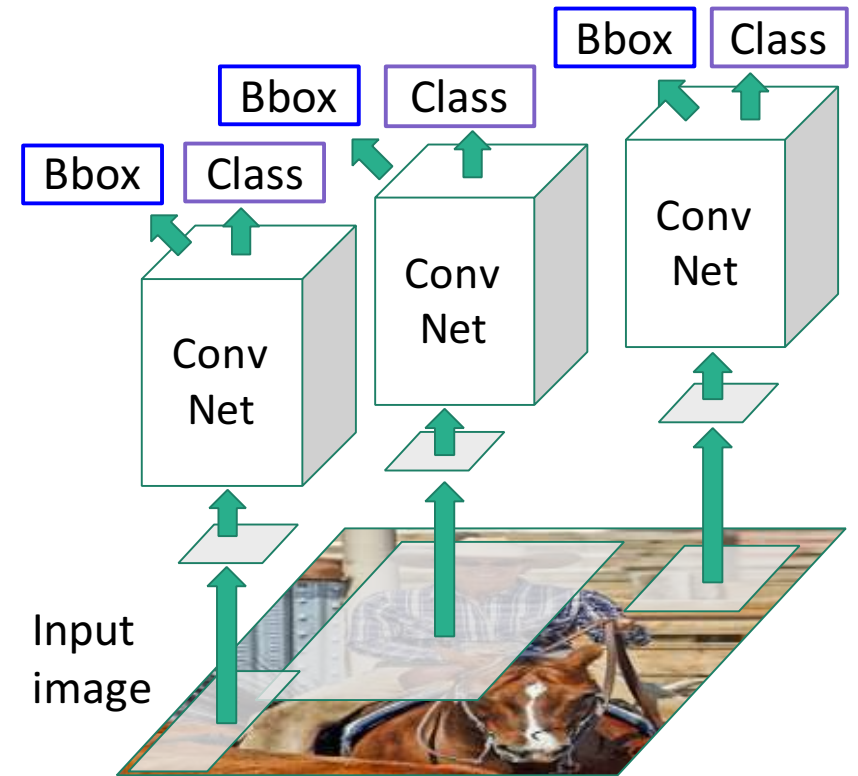 Bbox
Class
Bbox
Class
Bbox
Class
Conv
Net
Conv
Net
Conv
Net
Input
image